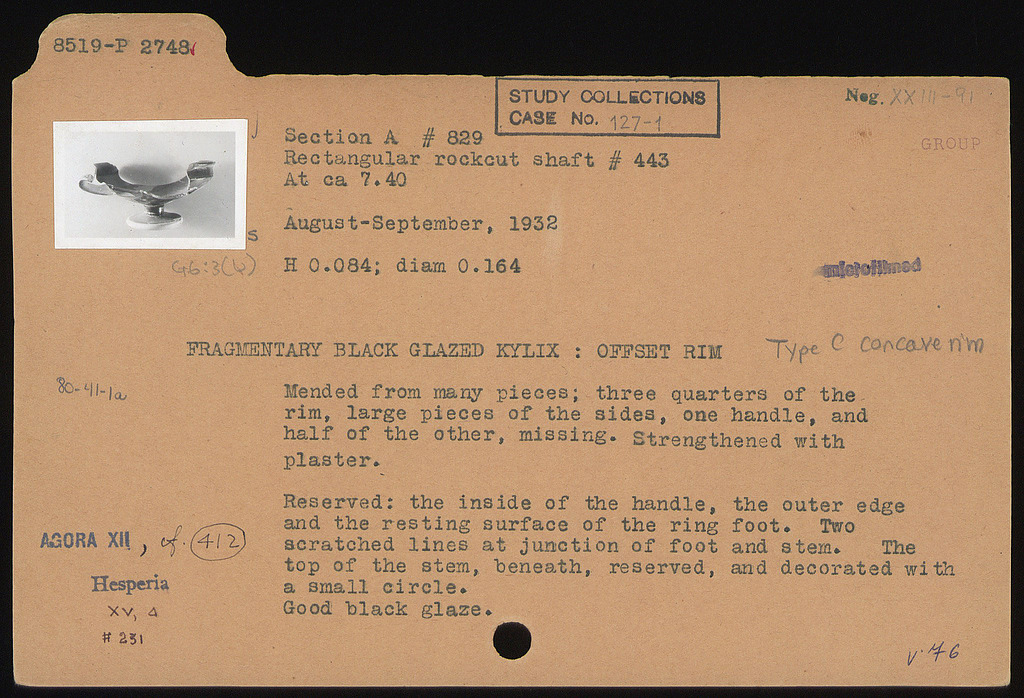 8519-P 2748
STUDY COLLECTIONS
CASE No. 127-1
Neg. XXIII-91
GROUP
Section A # 829
Rectangular rockcut shaft # 443
At ca 7.40
August-September, 1932
s
G6:3(L)
H 0.084; diam 0.164
microfilmed
FRAGMENTARY BLACK GLAZED KYLIX : OFFSET RIM
Type C concave rim
80-41-1a
Mended from many pieces; three quarters of the
rim, large pieces of the sides, one handle, and
half of the other, missing. Strengthened with
plaster.
Reserved: the inside of the handle, the outer edge
and the resting surface of the ring foot. Two
scratched lines at junction of foot and stem. The
top of the stem, beneath, reserved, and decorated with
a small circle.
Good black glaze.
AGORA XII, cf. 412
Hesperia
XV, 4
# 231
V.76